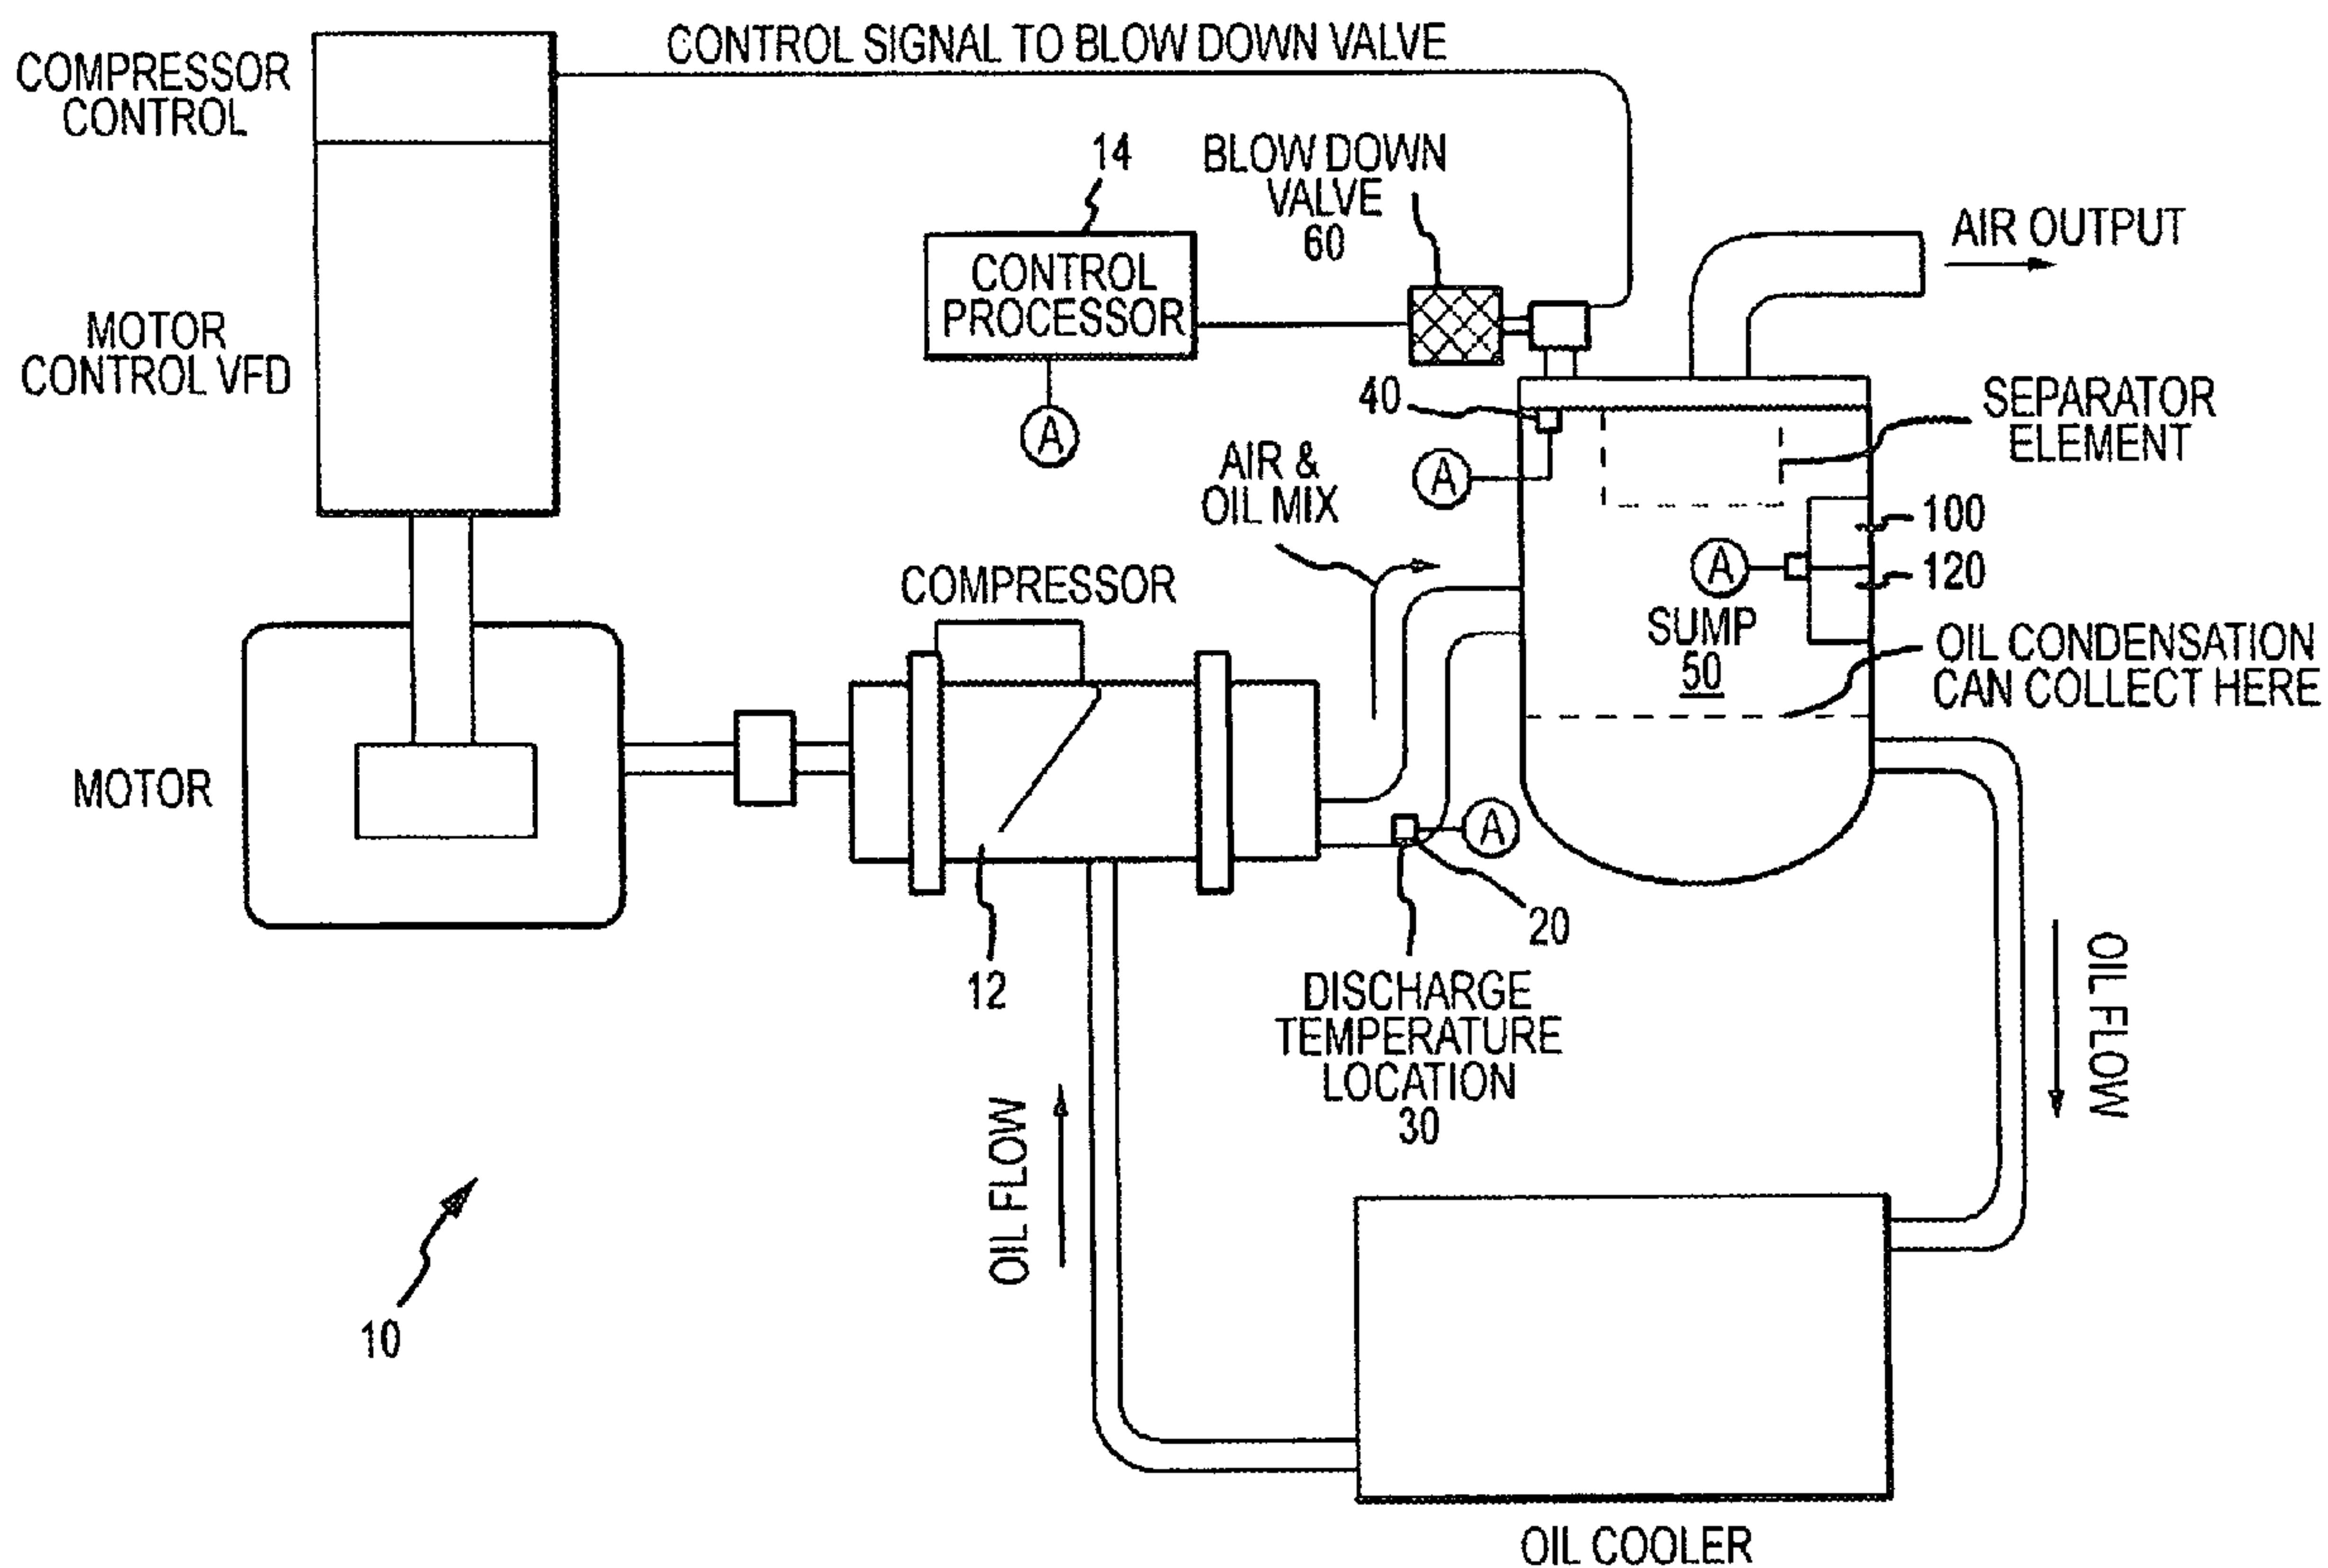 CONTROL SIGNAL TO BLOW DOWN VALVE
COMPRESSOR
CONTROL
14
BLOW DOWN
VALVE
60
AIR OUTPUT
CONTROL
PROCESSOR
MOTOR
CONTROL VFD
A
40
SEPARATOR
ELEMENT
AIR &
OIL MIX
A
100
A
120
COMPRESSOR
SUMP
50
OIL CONDENSATION
CAN COLLECT HERE
MOTOR
A
20
12
DISCHARGE
TEMPERATURE
LOCATION
30
OIL FLOW
OIL FLOW
10
OIL COOLER